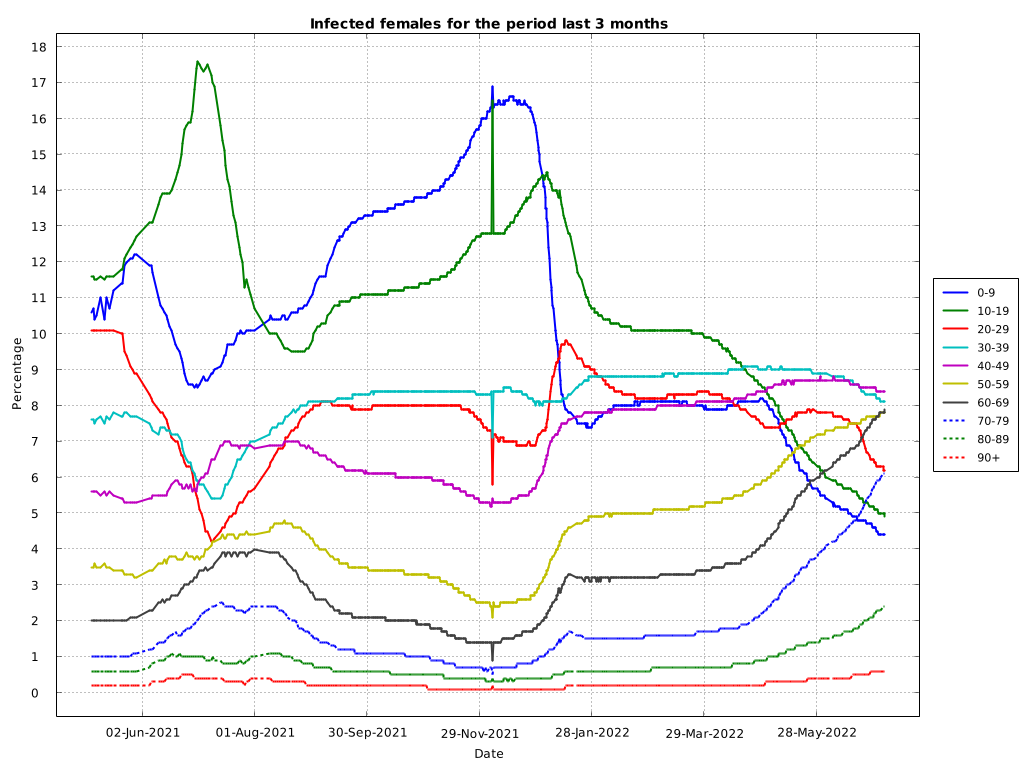 Infected females for the period last 3 months
Percentage
18
17
16
15
14
13
12
11
10
9
8
7
6
5
4
3
2
1
0
02-Jun-2021
01-Aug-2021
30-Sep-2021
29-Nov-2021
28-Jan-2022
29-Mar-2022
28-May-2022
Date
0-9
10-19
20-29
30-39
40-49
50-59
60-69
70-79
80-89
90+